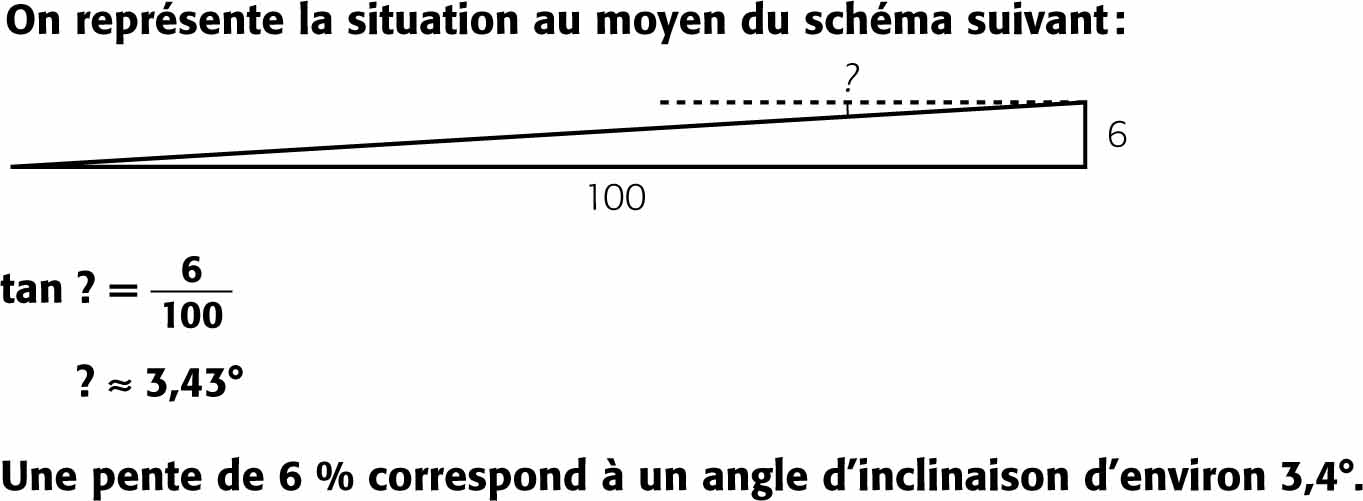 On représente la situation au moyen du schéma suivant :
?
6
100
tan ? = 6/100
? ≈ 3,43°
Une pente de 6 % correspond à un angle d’inclinaison d’environ 3,4°.